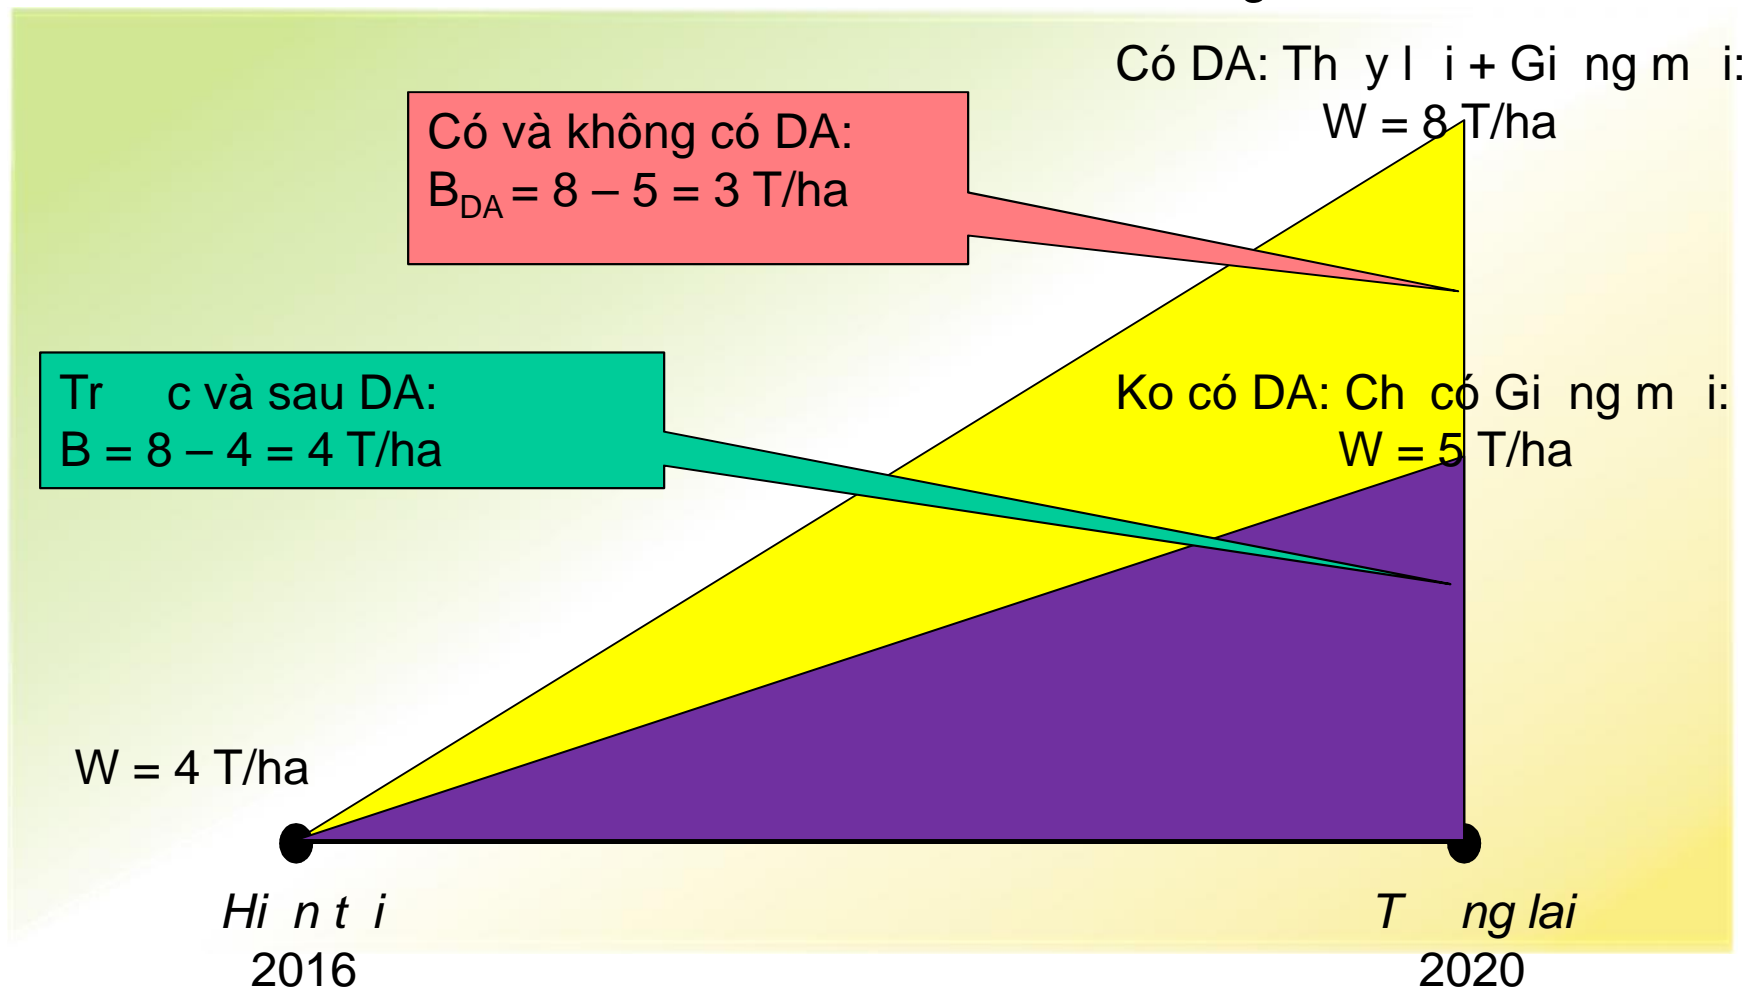 Có DA: Th y l i + Gi ng m i:
W = 8 T/ha
Có và không có DA:
B_DA = 8 – 5 = 3 T/ha
Tr c và sau DA:
B = 8 – 4 = 4 T/ha
Ko có DA: Ch có Gi ng m i:
W = 5 T/ha
W = 4 T/ha
Hi n t i
2016
T ng lai
2020